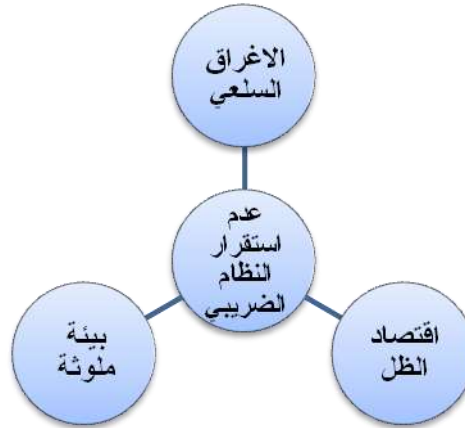 الاغراق
السلعي
عدم
استقرار
النظام
الضريبي
بيئة
ملوثة
اقتصاد
الظل